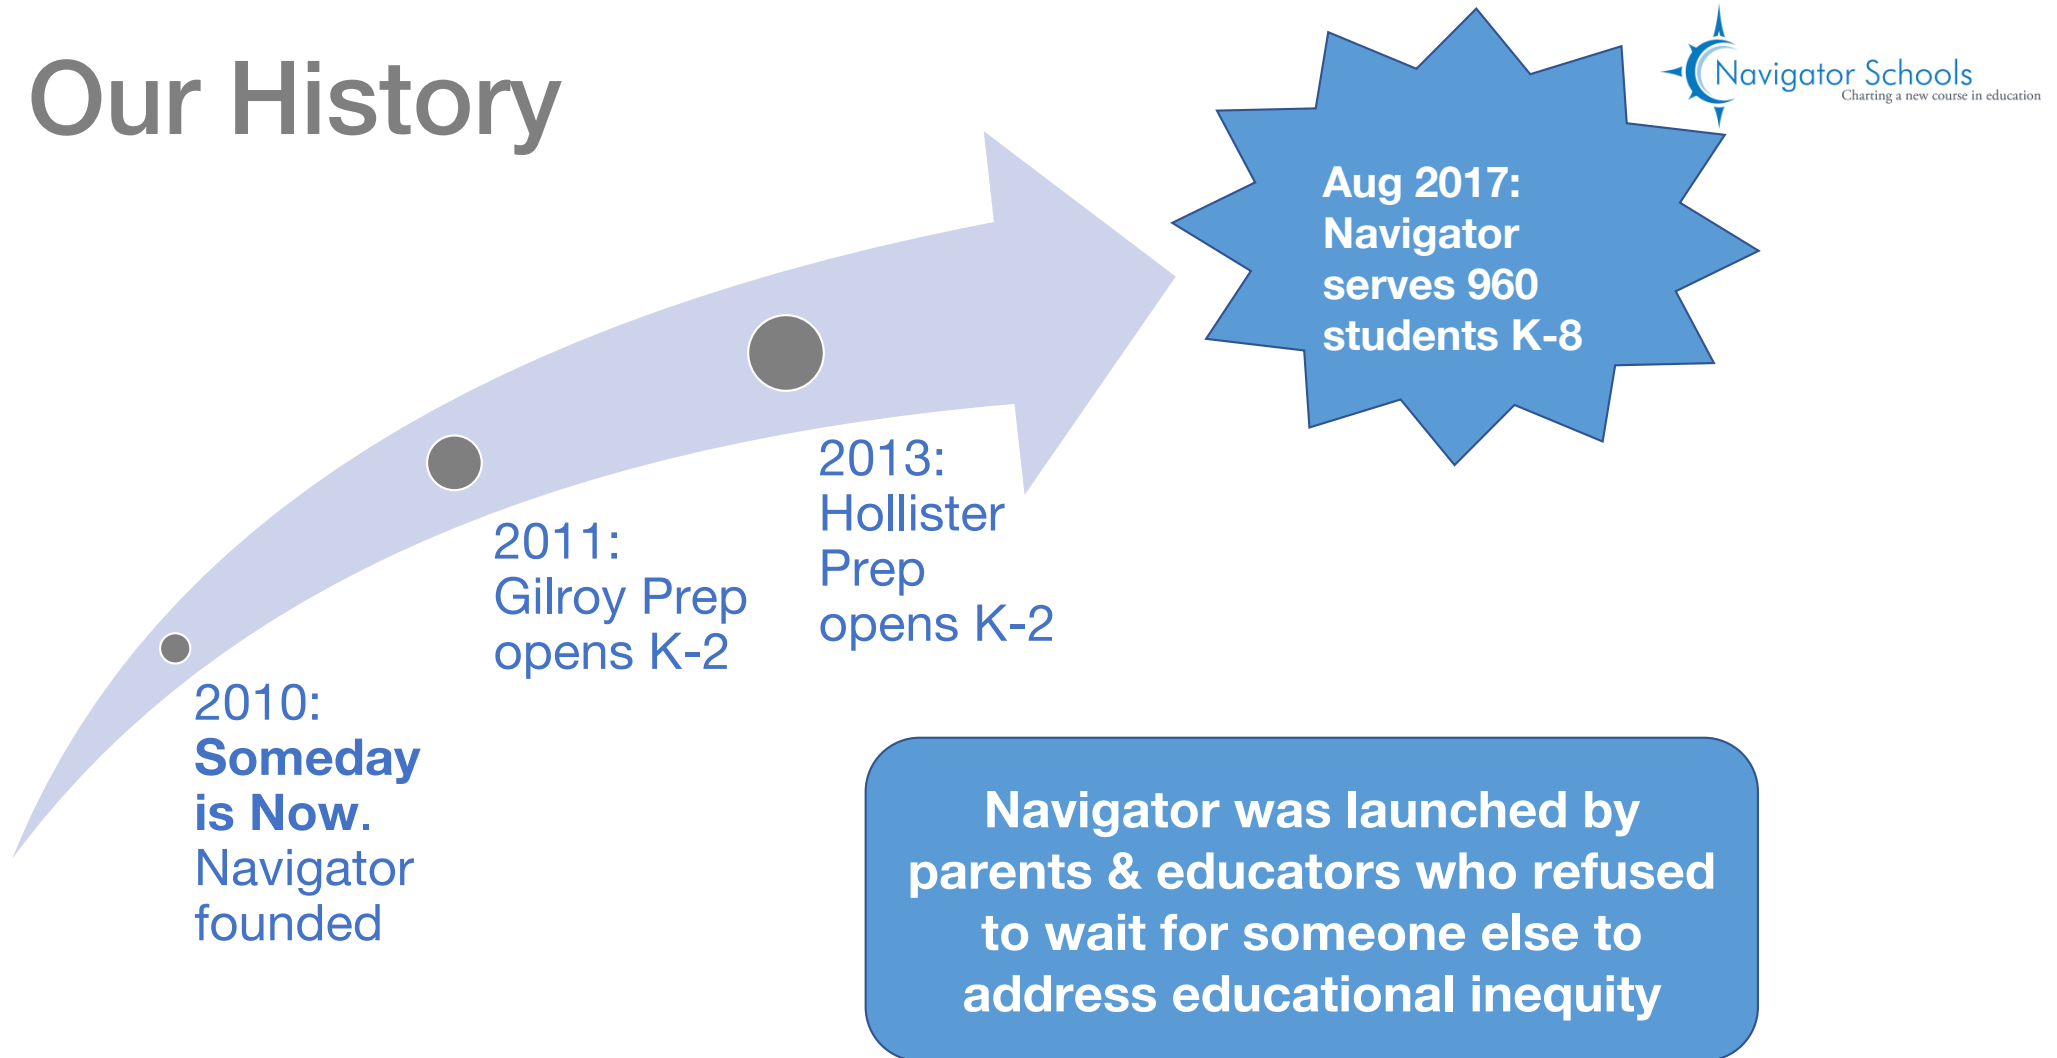 Our History
Navigator Schools
Charting a new course in education
Aug 2017:
Navigator
serves 960
students K-8
2013:
Hollister
Prep
opens K-2
2011:
Gilroy Prep
opens K-2
2010:
Someday
is Now.
Navigator
founded
Navigator was launched by
parents & educators who refused
to wait for someone else to
address educational inequity